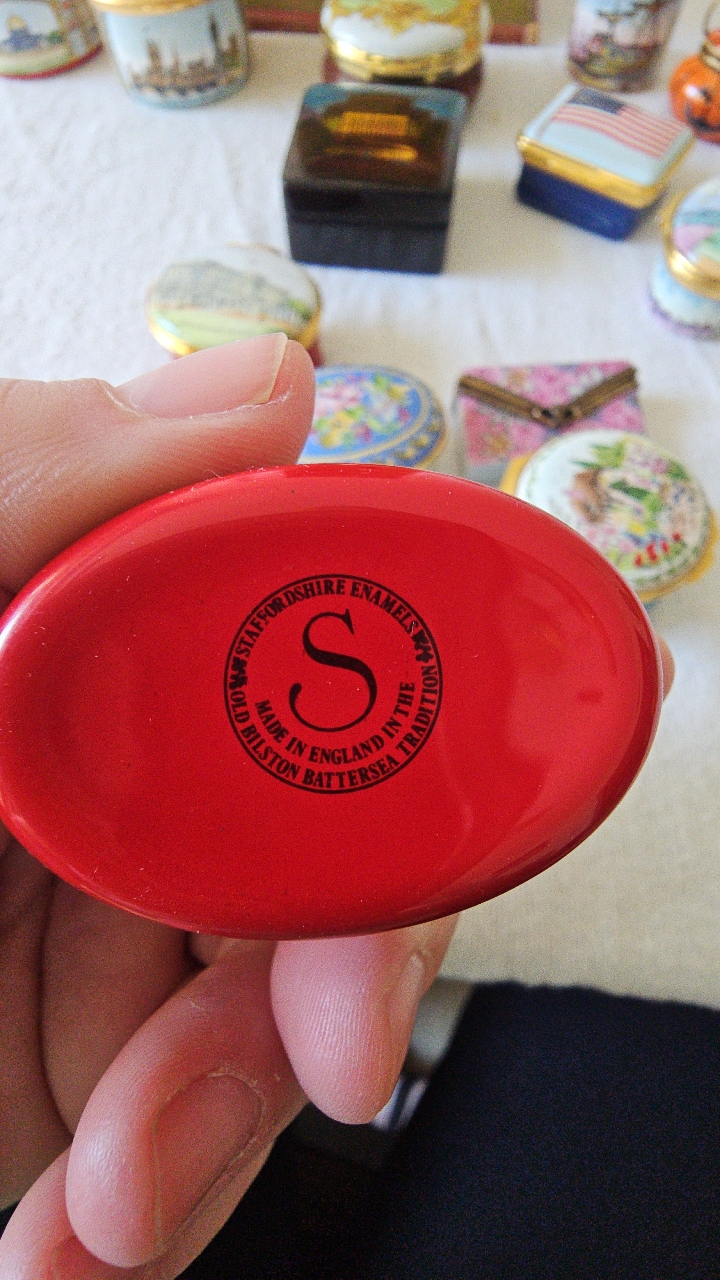 STAFFORDSHIRE ENAMELS
S
MADE IN ENGLAND IN THE
OLD BILSTON BATTERSEA TRADITION